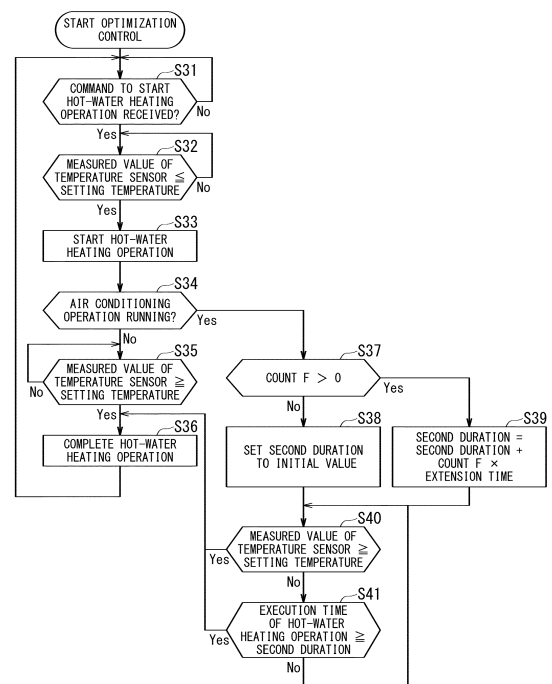 START OPTIMIZATION
CONTROL
S31
COMMAND TO START
HOT-WATER HEATING
OPERATION RECEIVED?
No
Yes
S32
MEASURED VALUE OF
TEMPERATURE SENSOR ≦
SETTING TEMPERATURE
No
Yes
S33
START HOT-WATER
HEATING OPERATION
S34
AIR CONDITIONING
OPERATION RUNNING?
Yes
No
S35
MEASURED VALUE OF
TEMPERATURE SENSOR ≧
SETTING TEMPERATURE
No
Yes
S36
COMPLETE HOT-WATER
HEATING OPERATION
S37
COUNT F > 0
Yes
No
S38
SET SECOND DURATION
TO INITIAL VALUE
S39
SECOND DURATION =
SECOND DURATION +
COUNT F ×
EXTENSION TIME
S40
MEASURED VALUE OF
TEMPERATURE SENSOR ≧
SETTING TEMPERATURE
Yes
No
S41
EXECUTION TIME
OF HOT-WATER
HEATING OPERATION ≧
SECOND DURATION
Yes
No